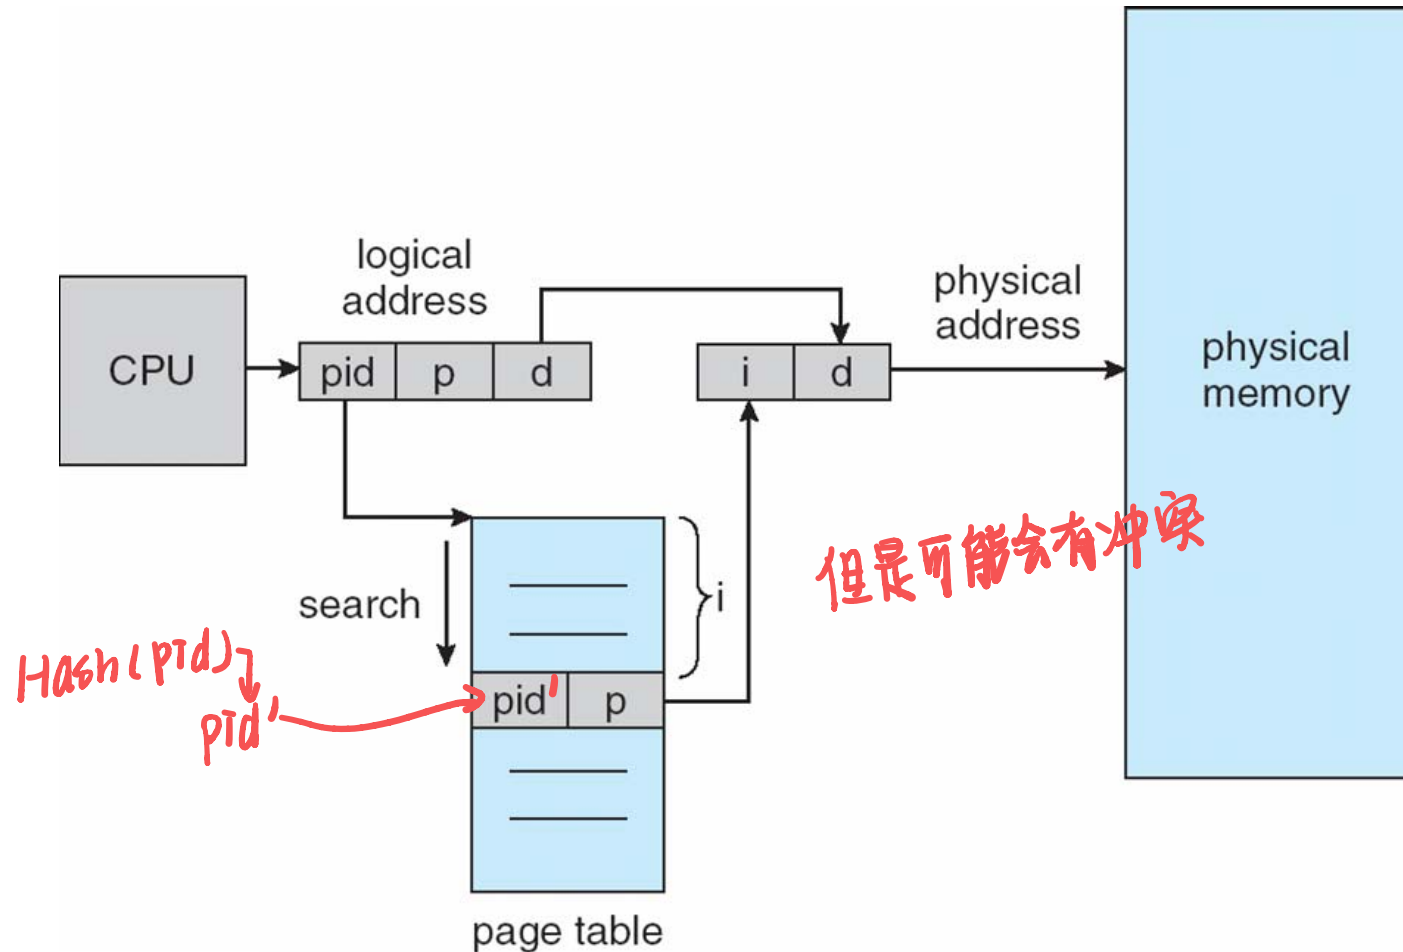 logical
address
physical
address
CPU
pid p d
i d
physical
memory
search
i
但是可能会有冲突
Hash(pid)
pid'
pid' p
page table